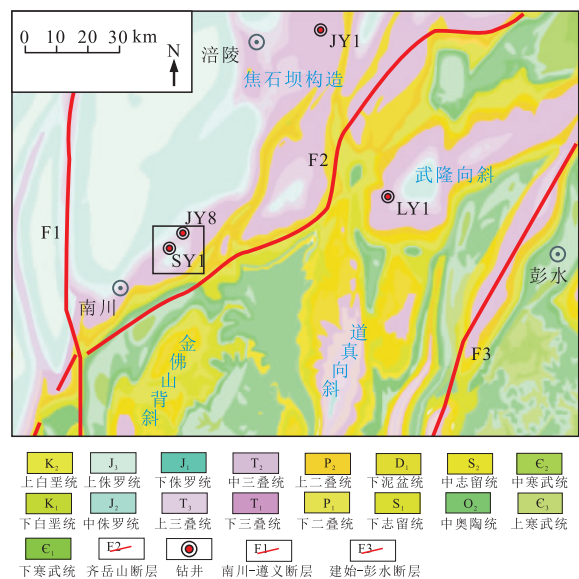 0 10 20 30 km
N
涪陵
JY1
焦石坝构造
F2
武隆向斜
LY1
JY8
F1
SY1
彭水
南川
金佛山背斜
道真向斜
F3
K₂ J₃ J₁ T₂ P₂ D₁ S₂ Є₂
上白垩统 上侏罗统 下侏罗统 中三叠统 上二叠统 下泥盆统 中志留统 中寒武统
K₁ J₂ T₃ T₁ P₁ S₁ O₂ Є₃
下白垩统 中侏罗统 上三叠统 下三叠统 下二叠统 下志留统 中奥陶统 上寒武统
Є₁ F2 F1 F3
下寒武统 齐岳山断层 钻井 南川-遵义断层 建始-彭水断层